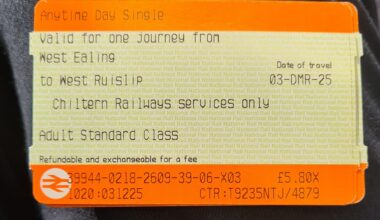 Anytime Day Single
Valid for one journey from
West Ealing
Date of travel
to West Ruislip 03-DMR-25
Chiltern Railways services only
Adult Standard Class
Refundable and exchangeable for a fee
39944-0218-2609-39-06-X03 £5.80X
1020:031225 CTR:T9235NTJ/4879